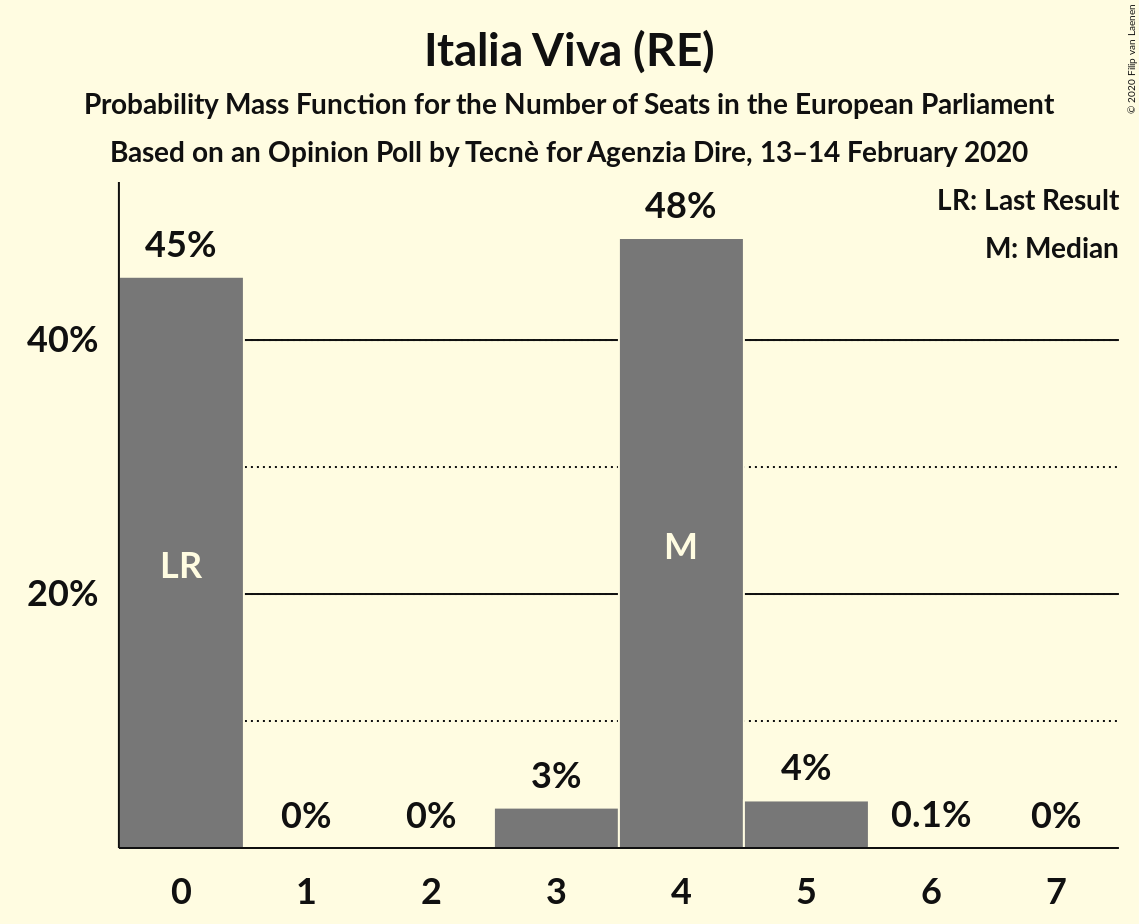 Italia Viva (RE)
Probability Mass Function for the Number of Seats in the European Parliament
Based on an Opinion Poll by Tecnè for Agenzia Dire, 13–14 February 2020
© 2020 Filip van Laenen
LR: Last Result
M: Median
45%
48%
40%
LR
M
20%
0%
0%
3%
4%
0.1%
0%
0
1
2
3
4
5
6
7